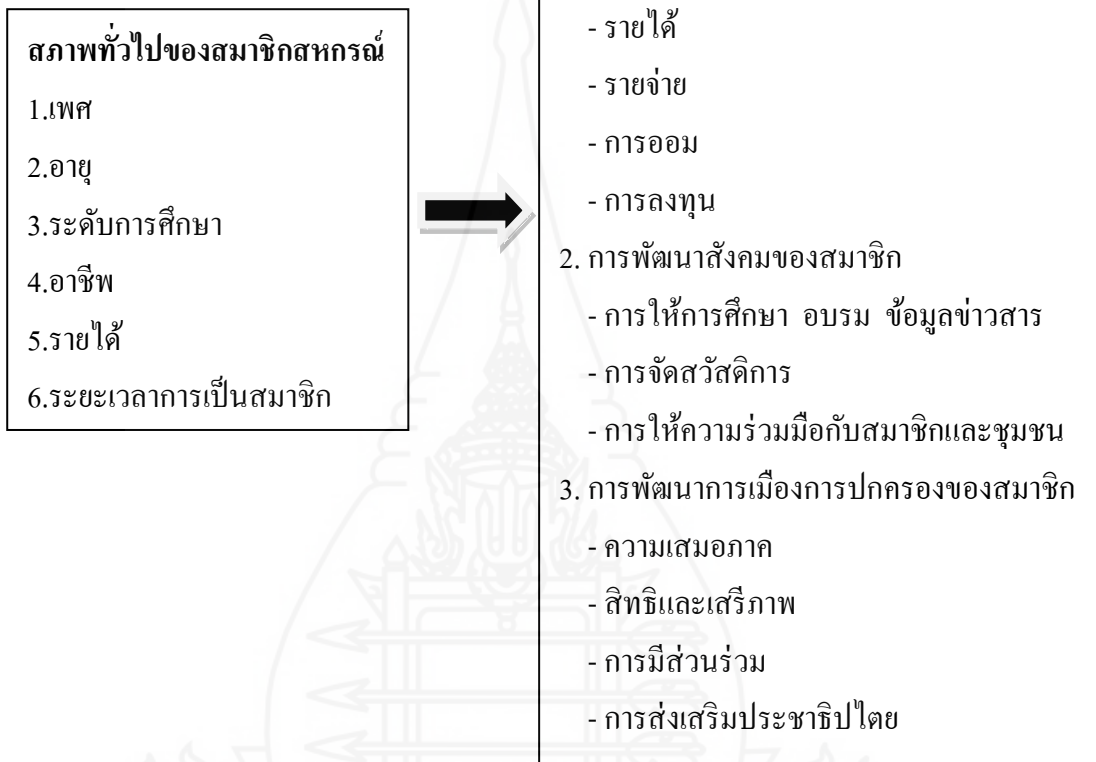 สภาพทั่วไปของสมาชิกสหกรณ์
1.เพศ
2.อายุ
3.ระดับการศึกษา
4.อาชีพ
5.รายได้
6.ระยะเวลาการเป็นสมาชิก
- รายได้
- รายจ่าย
- การออม
- การลงทุน
2. การพัฒนาสังคมของสมาชิก
- การให้การศึกษา อบรม ข้อมูลข่าวสาร
- การจัดสวัสดิการ
- การให้ความร่วมมือกับสมาชิกและชุมชน
3. การพัฒนาการเมืองการปกครองของสมาชิก
- ความเสมอภาค
- สิทธิและเสรีภาพ
- การมีส่วนร่วม
- การส่งเสริมประชาธิปไตย